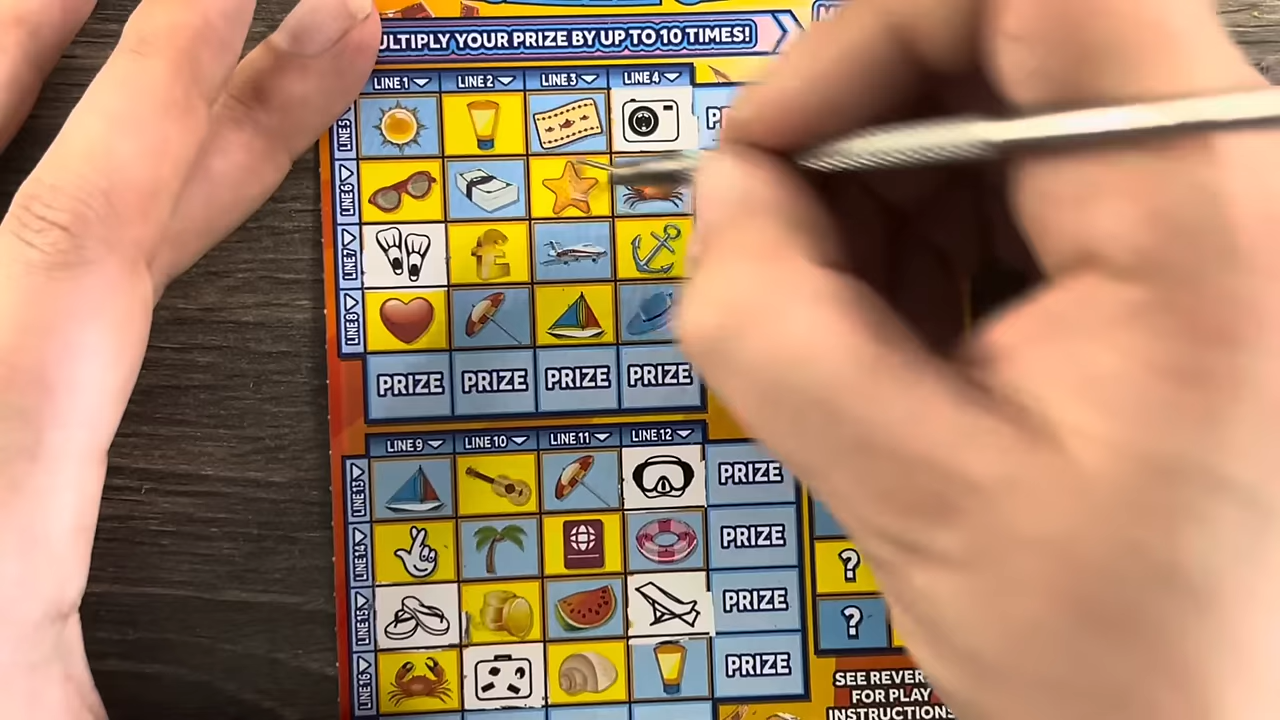 ULTIPLY YOUR PRIZE BY UP TO 10 TIMES!
LINE 1 LINE 2 LINE 3 LINE 4
LINE 5
LINE 6
LINE 7
LINE 8
PRIZE PRIZE PRIZE PRIZE
LINE 9 LINE 10 LINE 11 LINE 12
LINE 13 PRIZE
LINE 14 PRIZE
?
LINE 15 PRIZE
?
LINE 16 PRIZE
SEE REVER
FOR PLAY
INSTRUCTIONS